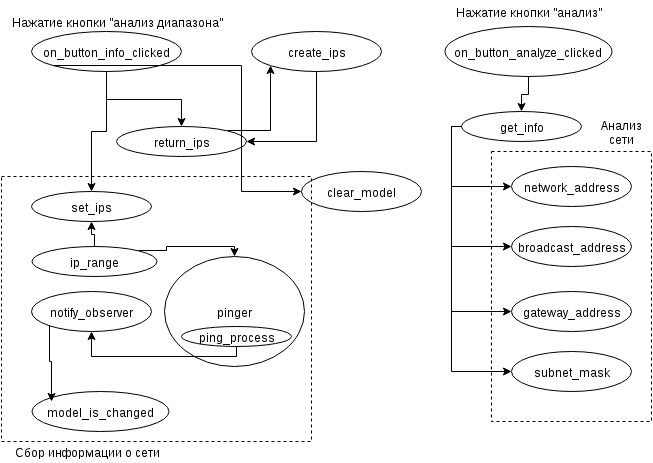 Нажатие кнопки "анализ диапазона"
on_button_info_clicked
create_ips
return_ips
clear_model
set_ips
ip_range
notify_observer
pinger
ping_process
model_is_changed
Сбор информации о сети
Нажатие кнопки "анализ"
on_button_analyze_clicked
get_info
Анализ
сети
network_address
broadcast_address
gateway_address
subnet_mask